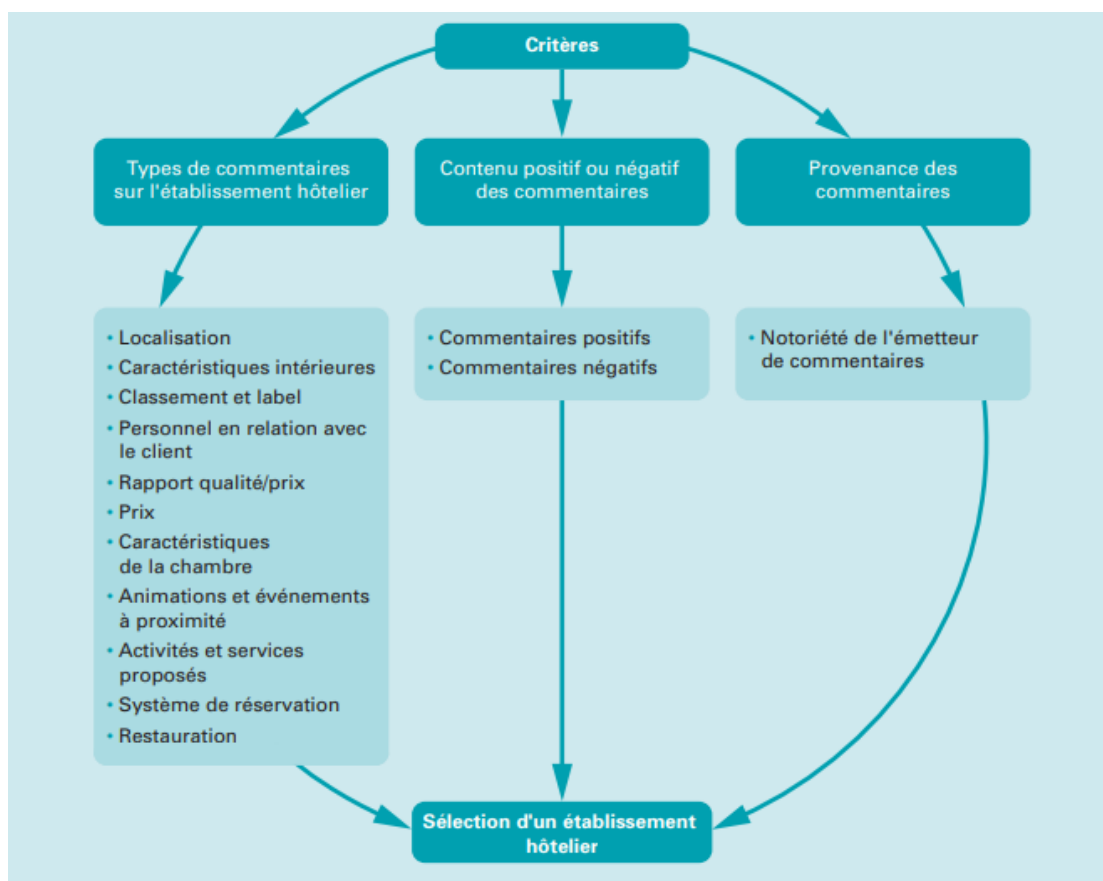 Critères
Types de commentaires
sur l'établissement hôtelier
Contenu positif ou négatif
des commentaires
Provenance des
commentaires
• Localisation
• Caractéristiques intérieures
• Classement et label
• Personnel en relation avec
le client
• Rapport qualité/prix
• Prix
• Caractéristiques
de la chambre
• Animations et événements
à proximité
• Activités et services
proposés
• Système de réservation
• Restauration
• Commentaires positifs
• Commentaires négatifs
• Notoriété de l'émetteur
de commentaires
Sélection d'un établissement
hôtelier